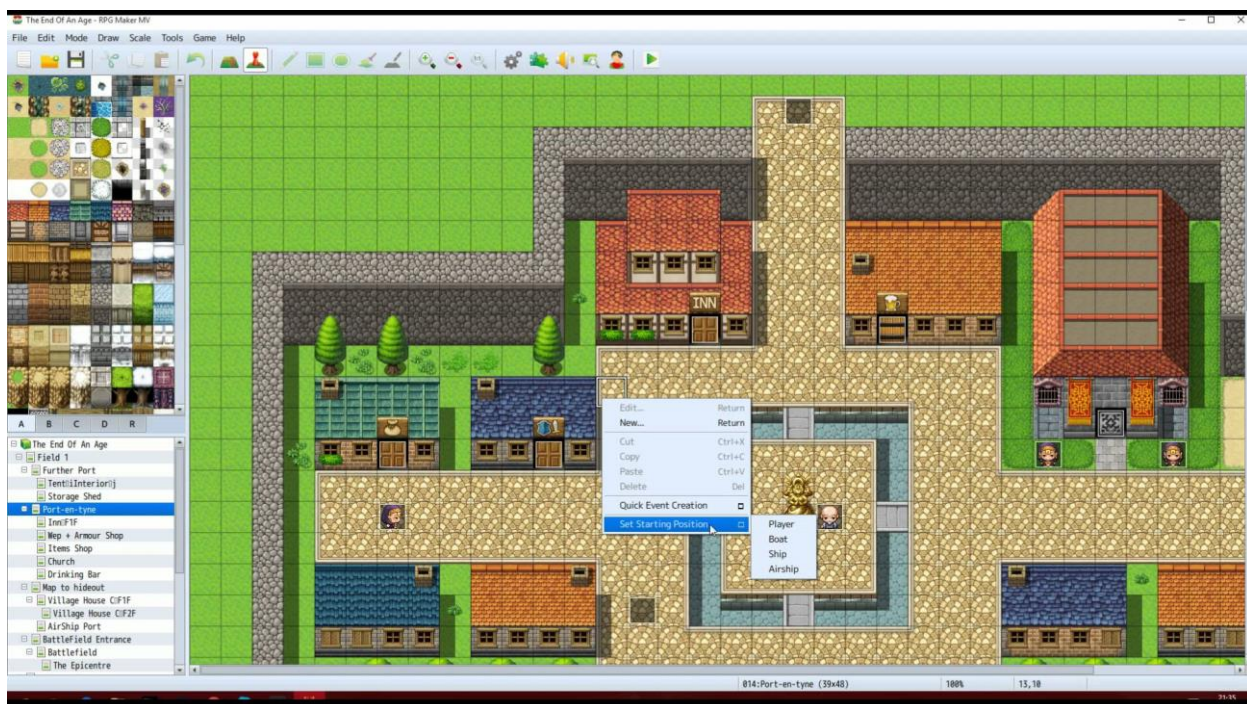 The End Of An Age - RPG Maker MV
File Edit Mode Draw Scale Tools Game Help
INN
Edit... Return
New... Return
Cut Ctrl+X
Copy Ctrl+C
Paste Ctrl+V
Delete Del
Quick Event Creation
Set Starting Position
Player
Boat
Ship
Airship
A B C D R
The End Of An Age
Field 1
Further Port
Storage Shed
Port-en-tyne
Wep + Armour Shop
Items Shop
Church
Drinking Bar
Map to hideout
AirShip Port
BattleField Entrance
Battlefield
The Epicentre
014:Port-en-tyne (39x48) 100% 13,10
21:35